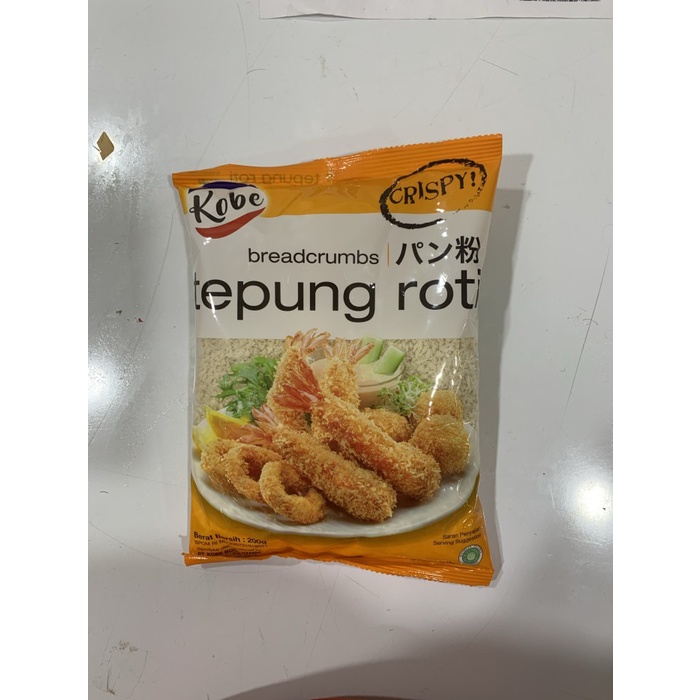 Kobe
CRISPY!
breadcrumbs | パン粉
tepung roti
Berat Bersih : 200g
Saran Penyajian
Serving Suggestion